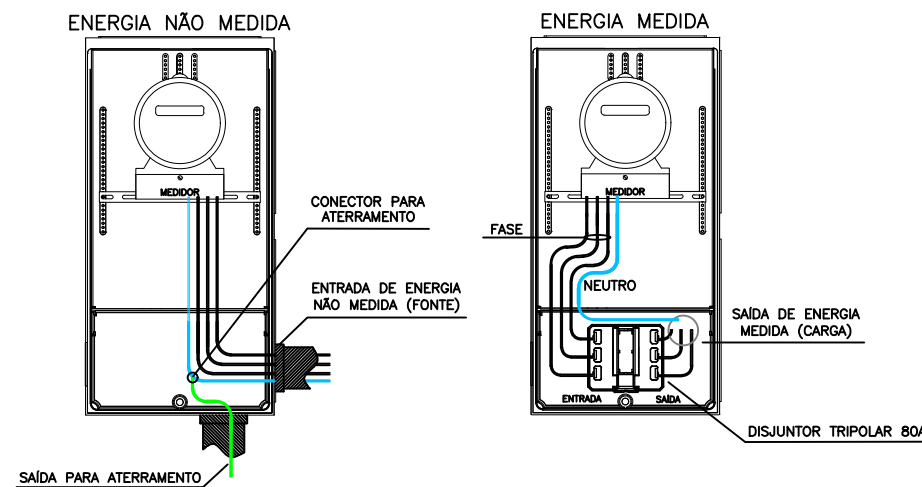 ENERGIA NÃO MEDIDA
MEDIDOR
CONECTOR PARA
ATERRAMENTO
ENTRADA DE ENERGIA
NÃO MEDIDA (FONTE)
SAÍDA PARA ATERRAMENTO
ENERGIA MEDIDA
MEDIDOR
FASE
NEUTRO
SAÍDA DE ENERGIA
MEDIDA (CARGA)
ENTRADA
SAÍDA
DISJUNTOR TRIPOLAR 80A